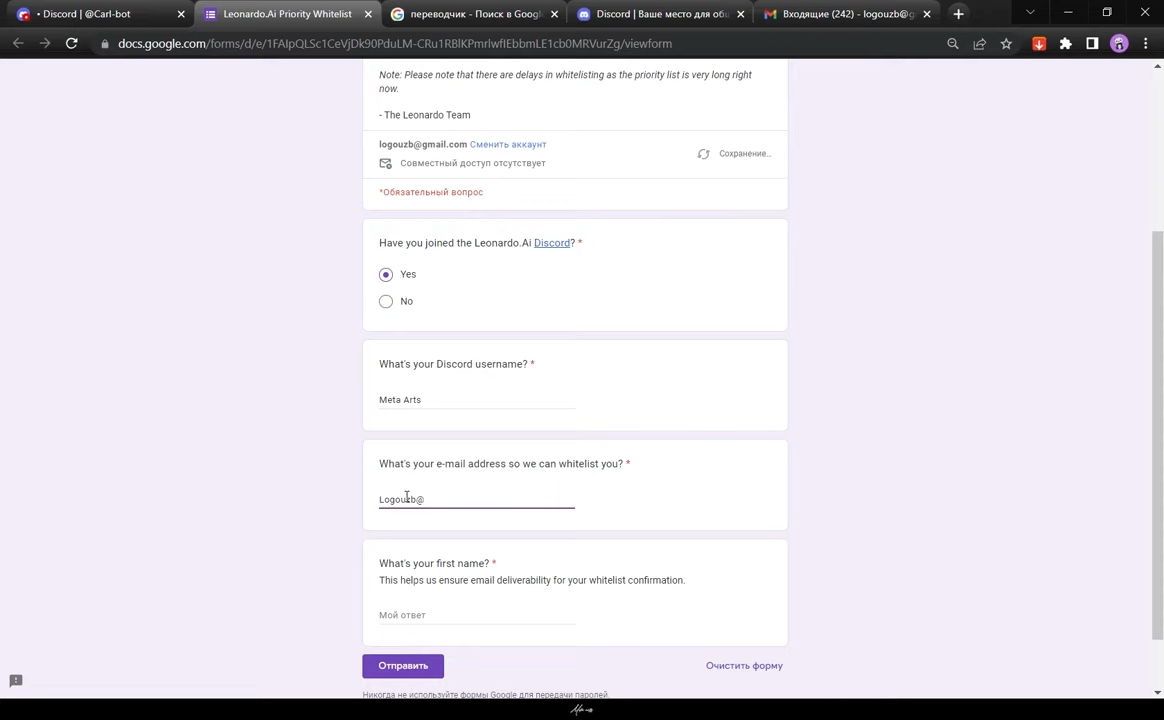 • Discord | @Carl-bot
Leonardo.Ai Priority Whitelist
переводчик - Поиск в Google
Discord | Ваше место для общ
Входящие (242) - logouzb@g
docs.google.com/forms/d/e/1FAIpQLSc1CeVjDk90PduLM-CRu1RBlKPmrlwfIEbbmLE1cb0MRVurZg/viewform
Note: Please note that there are delays in whitelisting as the priority list is very long right
now.
- The Leonardo Team
logouzb@gmail.com Сменить аккаунт
Сохранение...
Совместный доступ отсутствует
*Обязательный вопрос
Have you joined the Leonardo.Ai Discord? *
Yes
No
What's your Discord username? *
Meta Arts
What's your e-mail address so we can whitelist you? *
Logouzb@
What's your first name? *
This helps us ensure email deliverability for your whitelist confirmation.
Мой ответ
Отправить
Очистить форму
Никогда не используйте формы Google для передачи паролей.